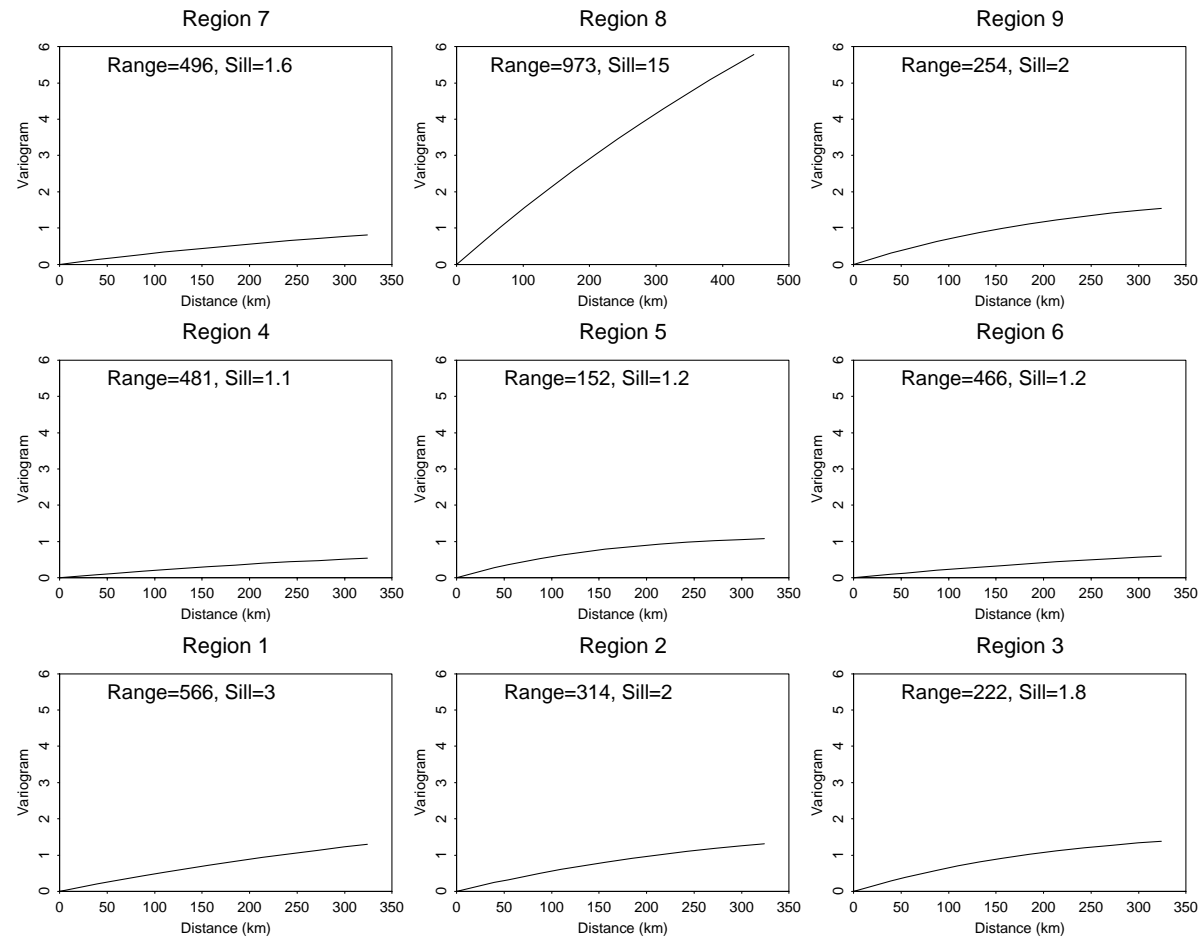 Region 7
Range=496, Sill=1.6
Variogram
0 1 2 3 4 5 6
0 50 100 150 200 250 300 350
Distance (km)
Region 8
Range=973, Sill=15
Variogram
0 1 2 3 4 5 6
0 100 200 300 400 500
Distance (km)
Region 9
Range=254, Sill=2
Variogram
0 1 2 3 4 5 6
0 50 100 150 200 250 300 350
Distance (km)
Region 4
Range=481, Sill=1.1
Variogram
0 1 2 3 4 5 6
0 50 100 150 200 250 300 350
Distance (km)
Region 5
Range=152, Sill=1.2
Variogram
0 1 2 3 4 5 6
0 50 100 150 200 250 300 350
Distance (km)
Region 6
Range=466, Sill=1.2
Variogram
0 1 2 3 4 5 6
0 50 100 150 200 250 300 350
Distance (km)
Region 1
Range=566, Sill=3
Variogram
0 1 2 3 4 5 6
0 50 100 150 200 250 300 350
Distance (km)
Region 2
Range=314, Sill=2
Variogram
0 1 2 3 4 5 6
0 50 100 150 200 250 300 350
Distance (km)
Region 3
Range=222, Sill=1.8
Variogram
0 1 2 3 4 5 6
0 50 100 150 200 250 300 350
Distance (km)